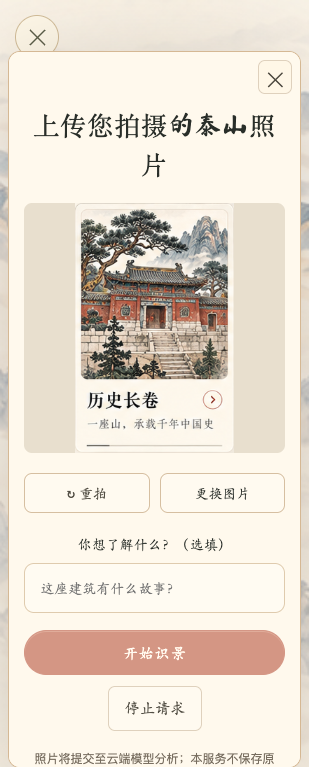 上传您拍摄的泰山照
片
历史长卷
一座山，承载千年中国史
↻ 重拍
更换图片
你想了解什么？（选填）
这座建筑有什么故事？
开始识景
停止请求
照片将提交至云端模型分析；本服务不保存原